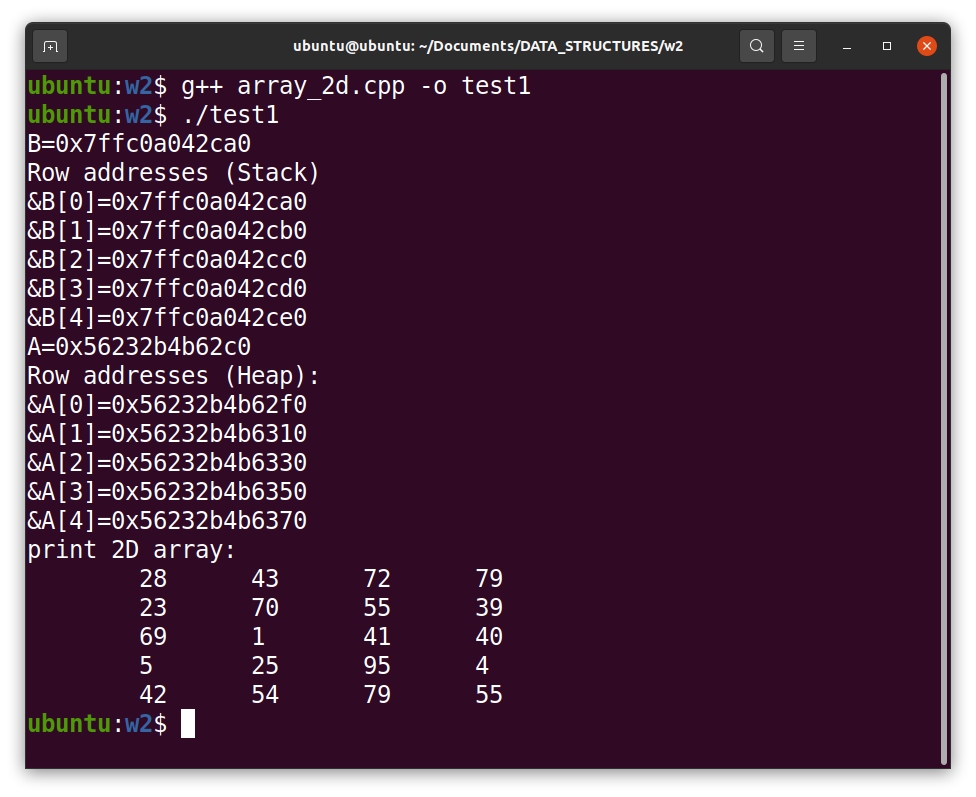 ubuntu@ubuntu: ~/Documents/DATA_STRUCTURES/w2
ubuntu:w2$ g++ array_2d.cpp -o test1
ubuntu:w2$ ./test1
B=0x7ffc0a042ca0
Row addresses (Stack)
&B[0]=0x7ffc0a042ca0
&B[1]=0x7ffc0a042cb0
&B[2]=0x7ffc0a042cc0
&B[3]=0x7ffc0a042cd0
&B[4]=0x7ffc0a042ce0
A=0x56232b4b62c0
Row addresses (Heap):
&A[0]=0x56232b4b62f0
&A[1]=0x56232b4b6310
&A[2]=0x56232b4b6330
&A[3]=0x56232b4b6350
&A[4]=0x56232b4b6370
print 2D array:
28 43 72 79
23 70 55 39
69 1 41 40
5 25 95 4
42 54 79 55
ubuntu:w2$